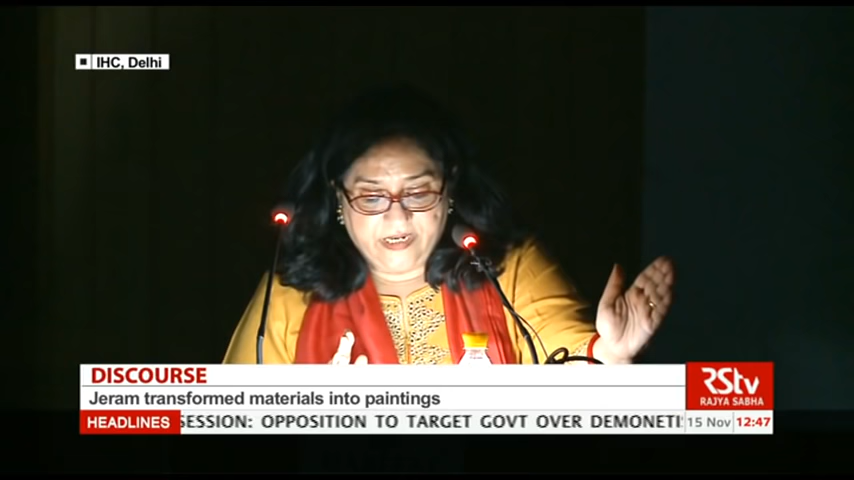 IHC, Delhi
DISCOURSE
Jeram transformed materials into paintings
RStv
RAJYA SABHA
HEADLINES SESSION: OPPOSITION TO TARGET GOVT OVER DEMONETI 15 Nov 12:47